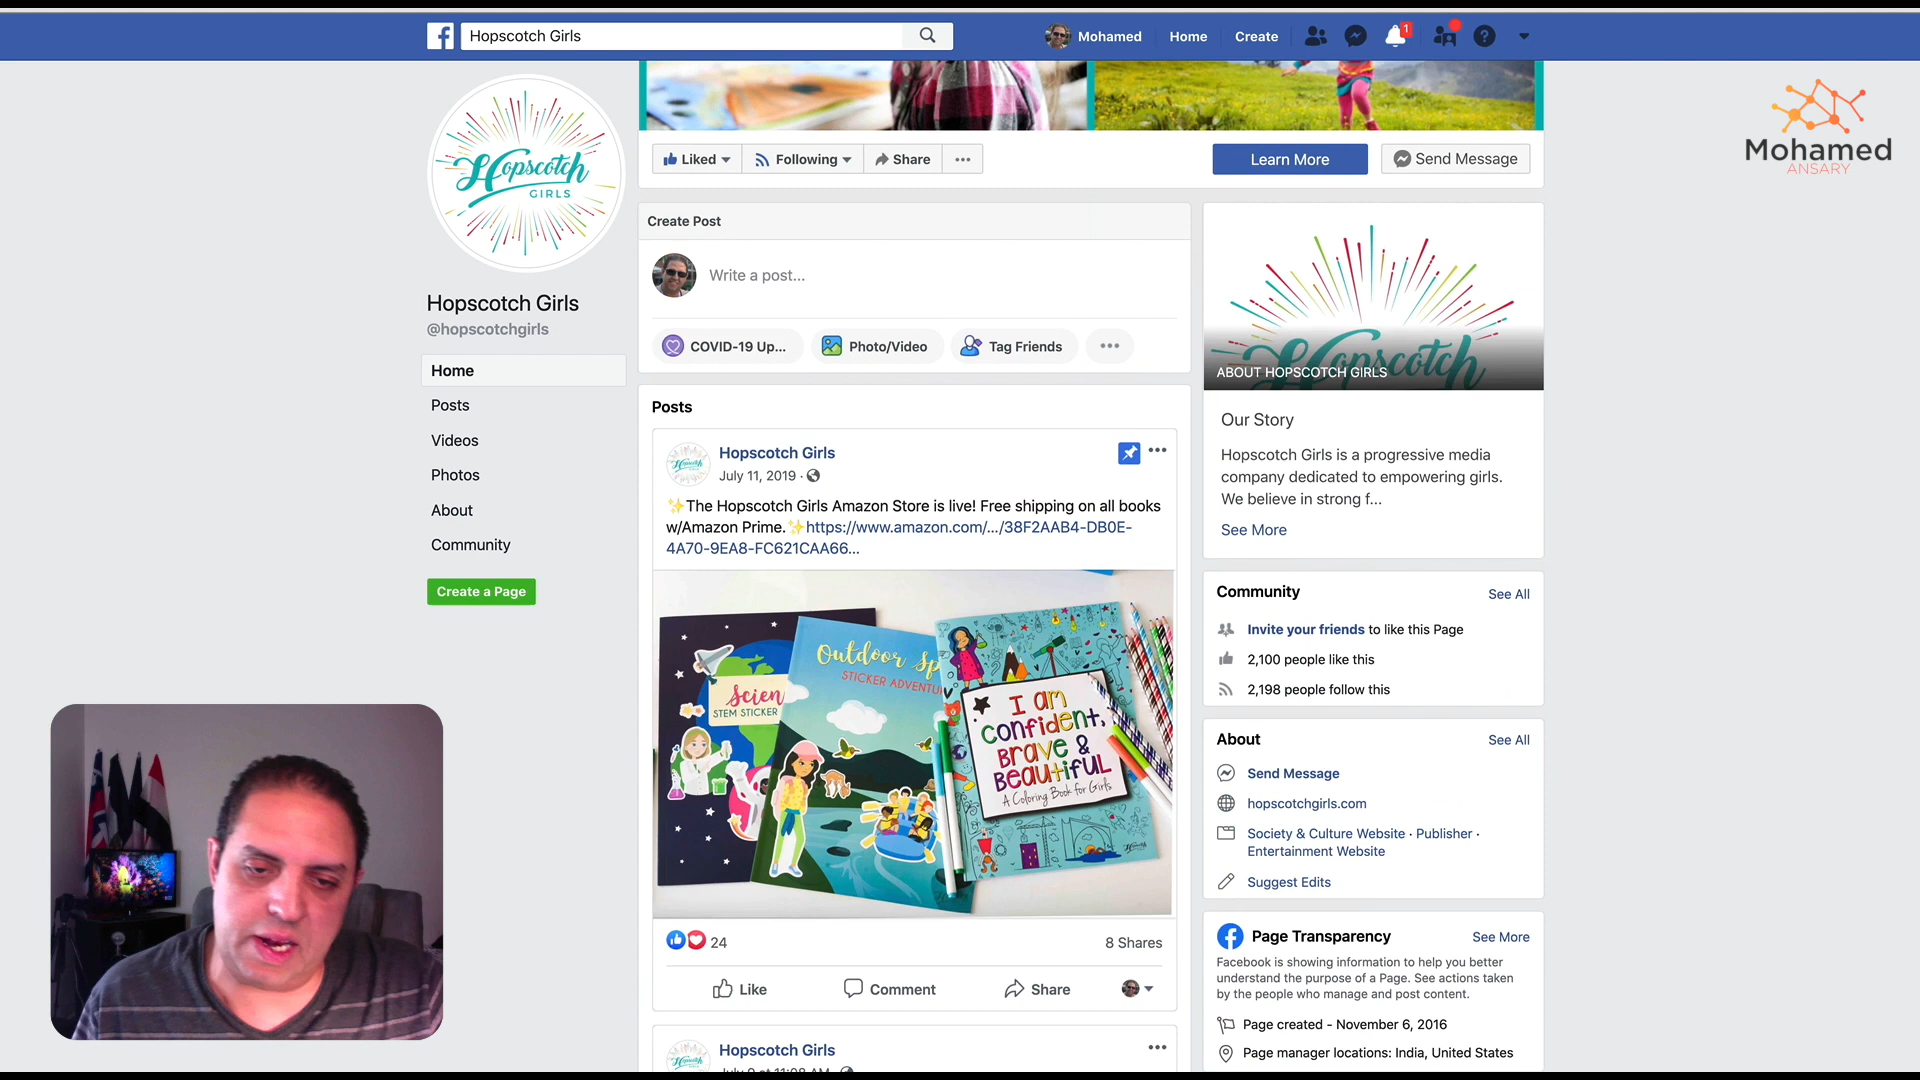 Hopscotch Girls
Mohamed
Home
Create
1
Mohamed
ANSARY
Hopscotch
GIRLS
Hopscotch Girls
@hopscotchgirls
Home
Posts
Videos
Photos
About
Community
Create a Page
Liked
Following
Share
Learn More
Send Message
Create Post
Write a post...
COVID-19 Up...
Photo/Video
Tag Friends
Posts
Hopscotch Girls
July 11, 2019 ·
✨The Hopscotch Girls Amazon Store is live! Free shipping on all books
w/Amazon Prime.✨https://www.amazon.com/.../38F2AAB4-DB0E-
4A70-9EA8-FC621CAA66...
Scien
STEM STICKER
Outdoor Sp
STICKER ADVENTU
I am
confident,
Brave &
Beautiful
A Coloring Book for Girls
24
8 Shares
Like
Comment
Share
Hopscotch Girls
July 9 at 11:08 AM
Hopscotch
ABOUT HOPSCOTCH GIRLS
Our Story
Hopscotch Girls is a progressive media
company dedicated to empowering girls.
We believe in strong f...
See More
Community
See All
Invite your friends to like this Page
2,100 people like this
2,198 people follow this
About
See All
Send Message
hopscotchgirls.com
Society & Culture Website · Publisher ·
Entertainment Website
Suggest Edits
Page Transparency
See More
Facebook is showing information to help you better
understand the purpose of a Page. See actions taken
by the people who manage and post content.
Page created - November 6, 2016
Page manager locations: India, United States